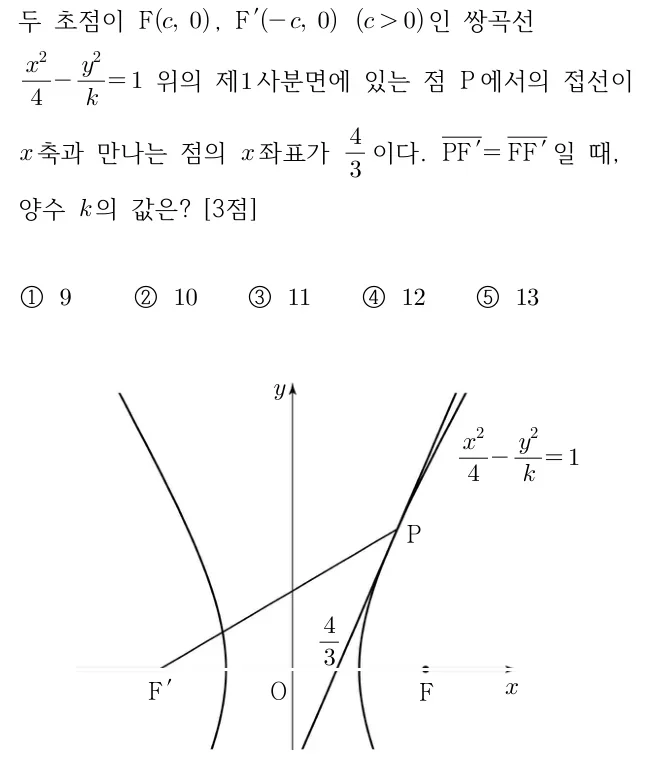 두 초점이 F(c, 0), F′(−c, 0) (c>0)인 쌍곡선
x²/4 − y²/k = 1 위의 제1사분면에 있는 점 P에서의 접선이
x축과 만나는 점의 x좌표가 4/3 이다. PF′ = FF′ 일 때,
양수 k의 값은? [3점]
① 9 ② 10 ③ 11 ④ 12 ⑤ 13
y
x²/4 − y²/k = 1
P
4/3
F′ O F x